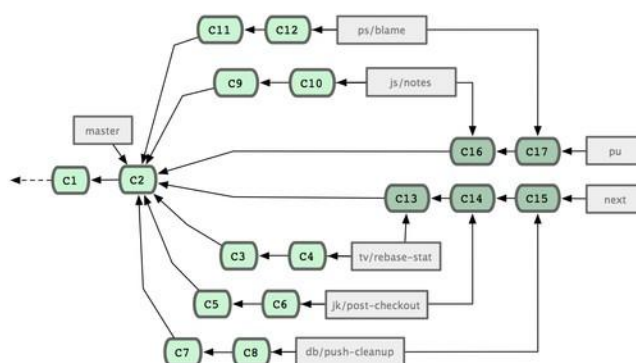 C11 C12 ps/blame
C9 C10 js/notes
master
C16 C17 pu
C1 C2
C13 C14 C15 next
C3 C4 tv/rebase-stat
C5 C6 jk/post-checkout
C7 C8 db/push-cleanup